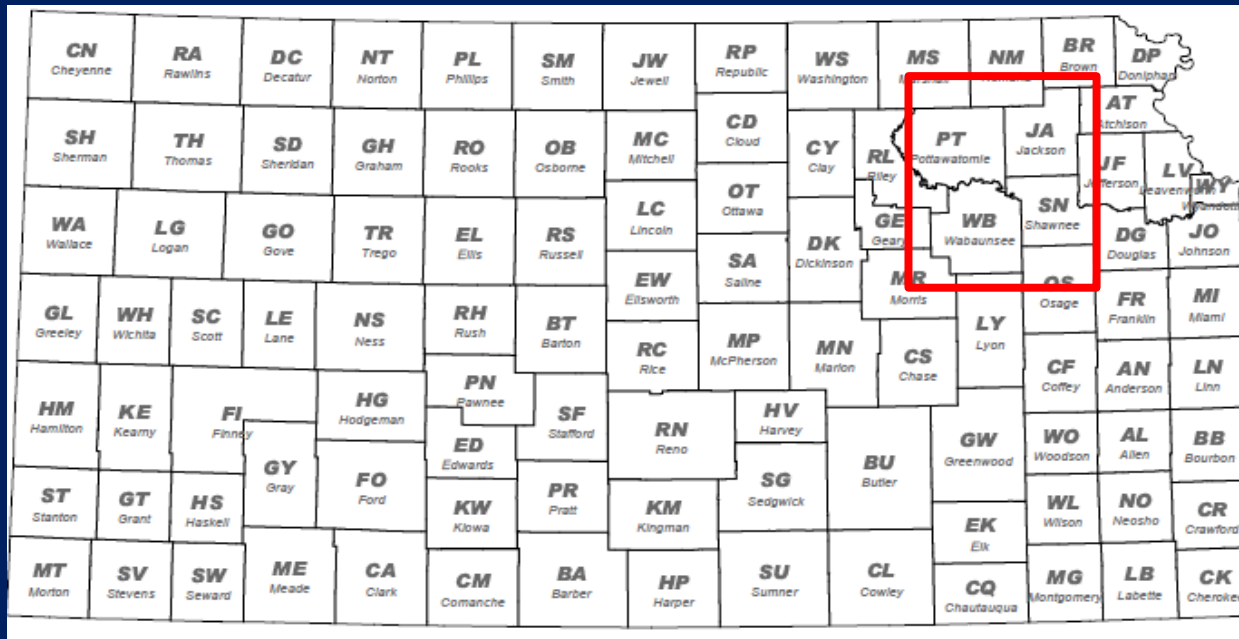 CN
Cheyenne
RA
Rawlins
DC
Decatur
NT
Norton
PL
Phillips
SM
Smith
JW
Jewell
RP
Republic
WS
Washington
MS
Marshall
NM
Nemaha
BR
Brown
DP
Doniphan
SH
Sherman
TH
Thomas
SD
Sheridan
GH
Graham
RO
Rooks
OB
Osborne
MC
Mitchell
CD
Cloud
CY
Clay
RL
Riley
PT
Pottawatomie
JA
Jackson
AT
Atchison
JF
Jefferson
LV
Leavenworth
WY
Wyandotte
OT
Ottawa
WA
Wallace
LG
Logan
GO
Gove
TR
Trego
EL
Ellis
RS
Russell
LC
Lincoln
SA
Saline
DK
Dickinson
GE
Geary
WB
Wabaunsee
SN
Shawnee
DG
Douglas
JO
Johnson
EW
Ellsworth
MR
Morris
OS
Osage
GL
Greeley
WH
Wichita
SC
Scott
LE
Lane
NS
Ness
RH
Rush
BT
Barton
RC
Rice
MP
McPherson
MN
Marion
CS
Chase
LY
Lyon
FR
Franklin
MI
Miami
HM
Hamilton
KE
Kearny
FI
Finney
HG
Hodgeman
PN
Pawnee
SF
Stafford
RN
Reno
HV
Harvey
CF
Coffey
AN
Anderson
LN
Linn
GY
Gray
FO
Ford
ED
Edwards
SG
Sedgwick
BU
Butler
GW
Greenwood
WO
Woodson
AL
Allen
BB
Bourbon
ST
Stanton
GT
Grant
HS
Haskell
KW
Kiowa
PR
Pratt
KM
Kingman
EK
Elk
WL
Wilson
NO
Neosho
CR
Crawford
MT
Morton
SV
Stevens
SW
Seward
ME
Meade
CA
Clark
CM
Comanche
BA
Barber
HP
Harper
SU
Sumner
CL
Cowley
CQ
Chautauqua
MG
Montgomery
LB
Labette
CK
Cherokee